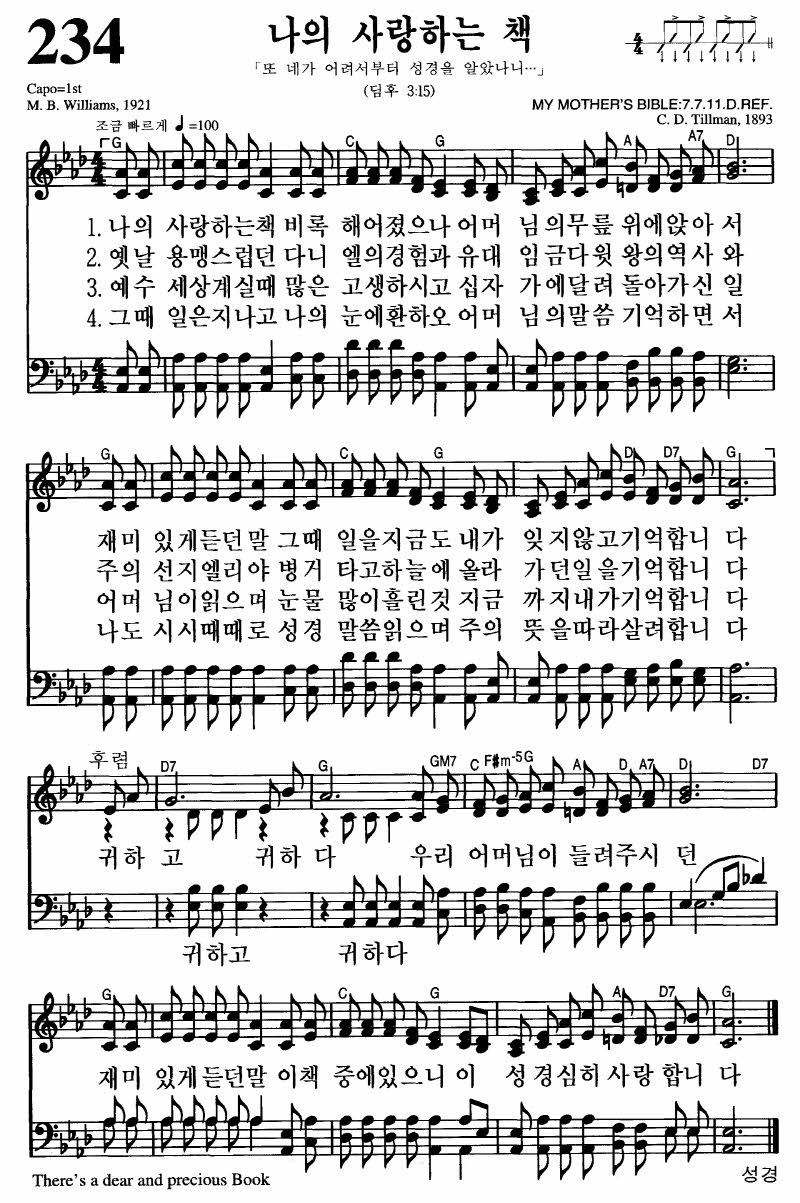 234
나의 사랑하는 책
「또 네가 어려서부터 성경을 알았나니…」
(딤후 3:15)
4/4
Capo=1st
M. B. Williams, 1921
MY MOTHER'S BIBLE:7.7.11.D.REF.
C. D. Tillman, 1893
조금 빠르게 ♩=100
G C G A A7 D
1. 나의 사랑하는책 비록 해어졌으나 어머 님의무릎 위에앉아 서
2. 옛날 용맹스럽던 다니 엘의경험과 유대 임금다윗 왕의역사 와
3. 예수 세상계실때 많은 고생하시고 십자 가에달려 돌아가신 일
4. 그때 일은지나고 나의 눈에환하오 어머 님의말씀 기억하면 서
G C G D D7 G
재미 있게듣던말 그때 일을지금도 내가 잊지않고기억합니 다
주의 선지엘리야 병거 타고하늘에 올라 가던일을기억합니 다
어머 님이읽으며 눈물 많이흘린것 지금 까지내가기억합니 다
나도 시시때때로 성경 말씀읽으며 주의 뜻을따라살려합니 다
후렴
D7 G GM7 C F#m-5 G A D A7 D D7
귀하 고 귀하 다 우리 어머님이 들려주시 던
귀하고 귀하다
G C G A D7 G
재미 있게듣던말 이책 중에있으니 이 성경심히사랑합니 다
There's a dear and precious Book
성경